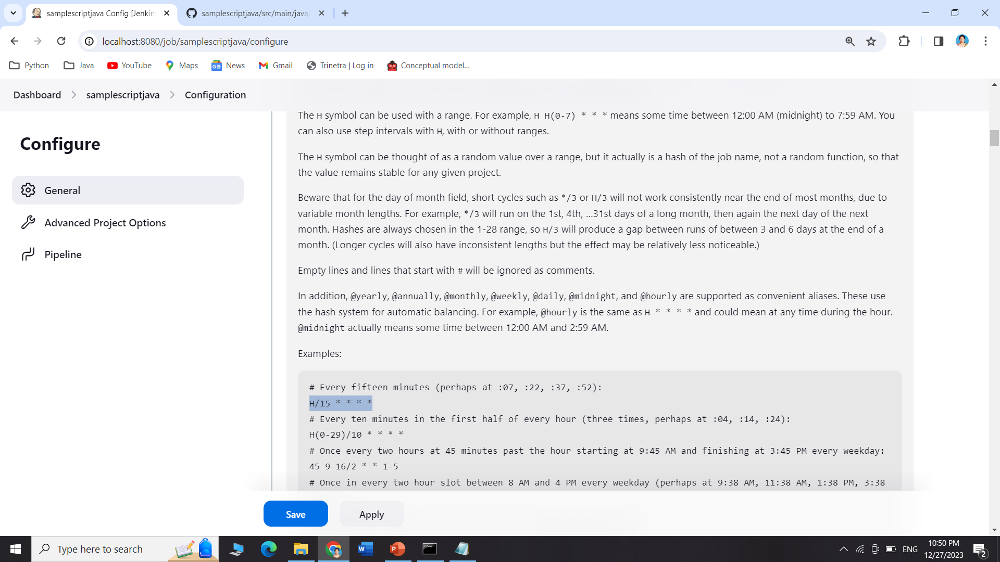 samplescriptjava Config [Jenkin
samplescriptjava/src/main/java/
localhost:8080/job/samplescriptjava/configure
Python
Java
YouTube
Maps
News
Gmail
Trinetra | Log in
Conceptual model...
Dashboard
samplescriptjava
Configuration
Configure
General
Advanced Project Options
Pipeline
The H symbol can be used with a range. For example, H H(0-7) * * * means some time between 12:00 AM (midnight) to 7:59 AM. You
can also use step intervals with H, with or without ranges.
The H symbol can be thought of as a random value over a range, but it actually is a hash of the job name, not a random function, so that
the value remains stable for any given project.
Beware that for the day of month field, short cycles such as */3 or H/3 will not work consistently near the end of most months, due to
variable month lengths. For example, */3 will run on the 1st, 4th, …31st days of a long month, then again the next day of the next
month. Hashes are always chosen in the 1-28 range, so H/3 will produce a gap between runs of between 3 and 6 days at the end of a
month. (Longer cycles will also have inconsistent lengths but the effect may be relatively less noticeable.)
Empty lines and lines that start with # will be ignored as comments.
In addition, @yearly, @annually, @monthly, @weekly, @daily, @midnight, and @hourly are supported as convenient aliases. These use
the hash system for automatic balancing. For example, @hourly is the same as H * * * * and could mean at any time during the hour.
@midnight actually means some time between 12:00 AM and 2:59 AM.
Examples:
# Every fifteen minutes (perhaps at :07, :22, :37, :52):
H/15 * * * *
# Every ten minutes in the first half of every hour (three times, perhaps at :04, :14, :24):
H(0-29)/10 * * * *
# Once every two hours at 45 minutes past the hour starting at 9:45 AM and finishing at 3:45 PM every weekday:
45 9-16/2 * * 1-5
# Once in every two hour slot between 8 AM and 4 PM every weekday (perhaps at 9:38 AM, 11:38 AM, 1:38 PM, 3:38
Save
Apply
Type here to search
ENG
10:50 PM
12/27/2023
2